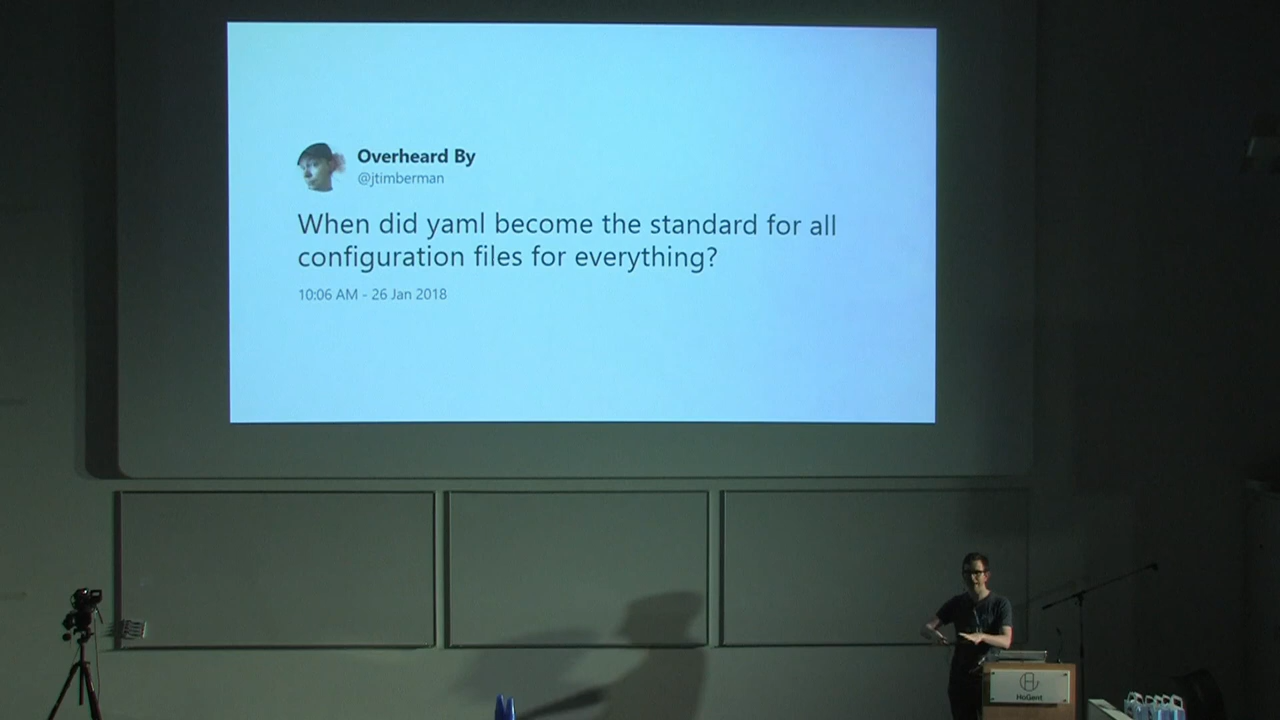 Overheard By
@jtimberman
When did yaml become the standard for all
configuration files for everything?
10:06 AM - 26 Jan 2018
HoGent